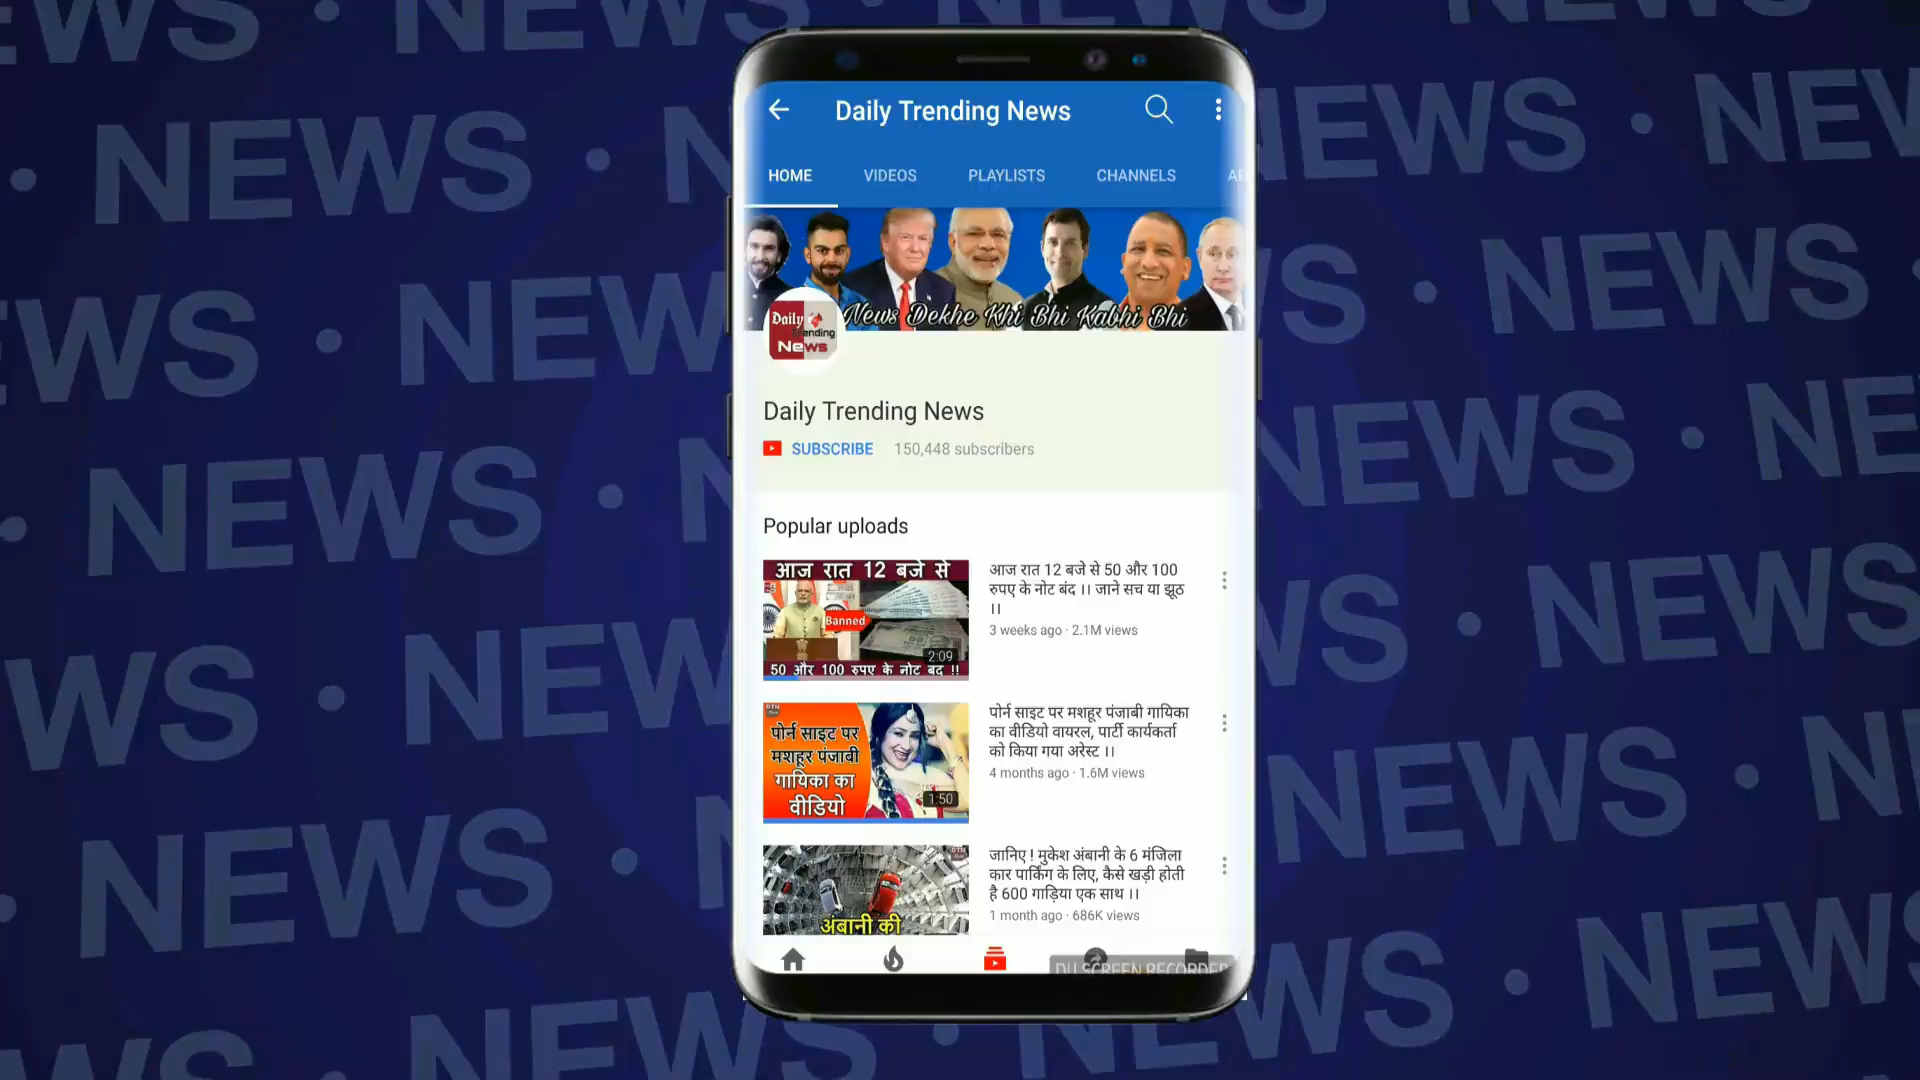 NEWS • NEWS • NEWS
Daily Trending News
HOME VIDEOS PLAYLISTS CHANNELS
News Dekhe Khi Bhi Kabhi Bhi
Daily
Trending
News
Daily Trending News
SUBSCRIBE 150,448 subscribers
Popular uploads
आज रात 12 बजे से
Banned
2:09
50 और 100 रुपए के नोट बंद !!
आज रात 12 बजे से 50 और 100
रुपए के नोट बंद ।। जाने सच या झूठ
।।
3 weeks ago · 2.1M views
पोर्न साइट पर
मशहूर पंजाबी
गायिका का
वीडियो
1:50
पोर्न साइट पर मशहूर पंजाबी गायिका
का वीडियो वायरल, पार्टी कार्यकर्ता
को किया गया अरेस्ट ।।
4 months ago · 1.6M views
अंबानी की
जानिए ! मुकेश अंबानी के 6 मंजिला
कार पार्किंग के लिए, कैसे खड़ी होती
है 600 गाड़िया एक साथ ।।
1 month ago · 686K views
DU SCREEN RECORDER